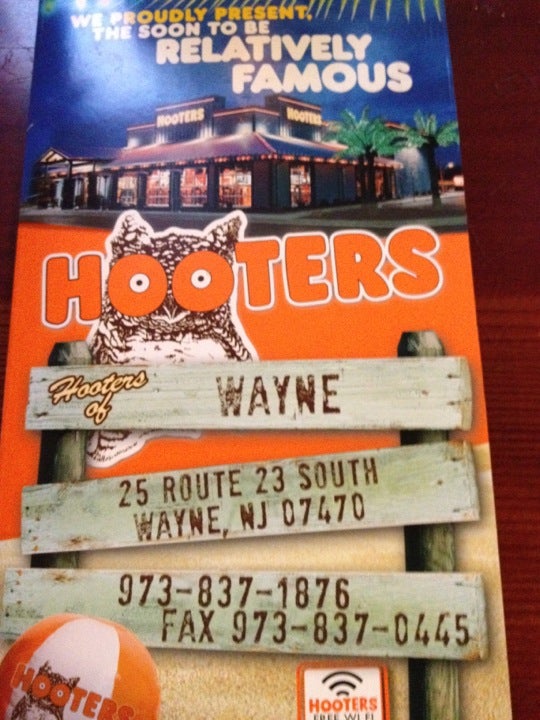 WE PROUDLY PRESENT,
THE SOON TO BE
RELATIVELY
FAMOUS
HOOTERS HOOTERS
HOOTERS
Hooters
of
WAYNE
25 ROUTE 23 SOUTH
WAYNE, NJ 07470
973-837-1876
FAX 973-837-0445
HOOTERS
HOOTERS
FREE WI-FI